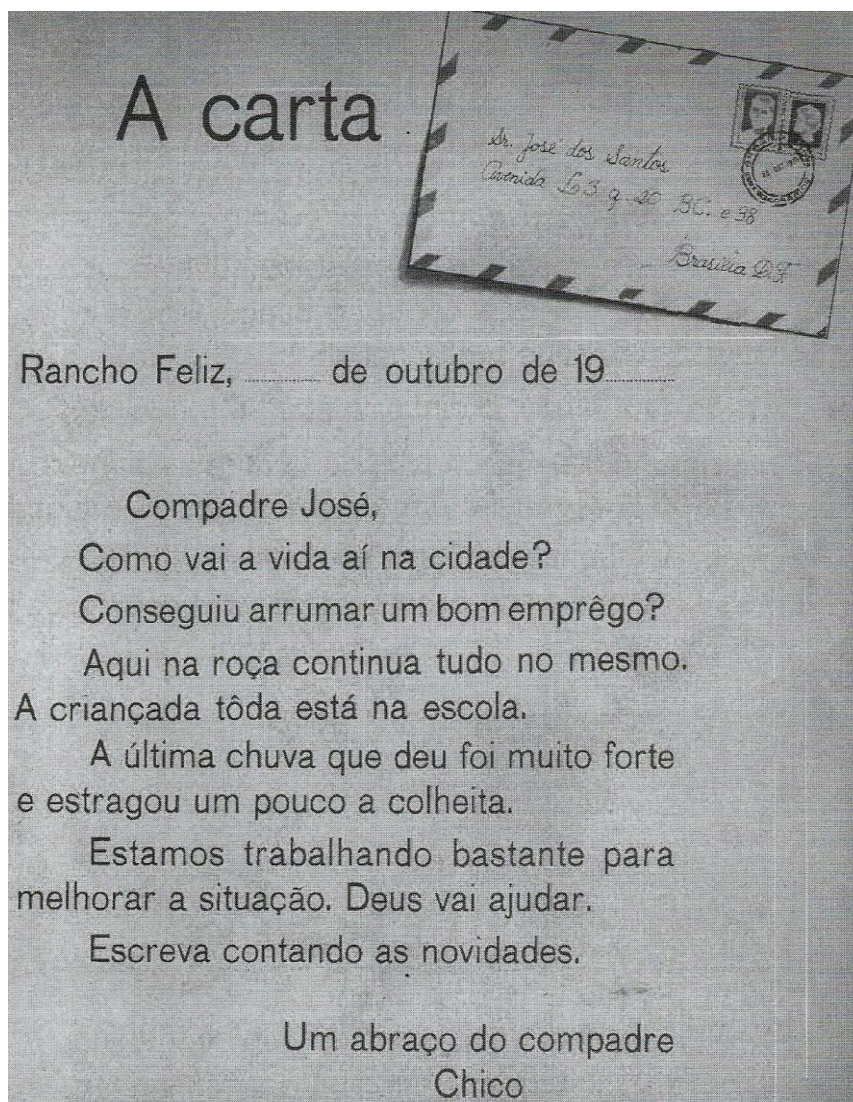 A carta
Sr. José dos Santos
Avenida L. 3 q. 20 BC. e 38
Brasília D.F.
Rancho Feliz, ............ de outubro de 19............
Compadre José,
Como vai a vida aí na cidade?
Conseguiu arrumar um bom emprêgo?
Aqui na roça continua tudo no mesmo.
A criançada tôda está na escola.
A última chuva que deu foi muito forte
e estragou um pouco a colheita.
Estamos trabalhando bastante para
melhorar a situação. Deus vai ajudar.
Escreva contando as novidades.
Um abraço do compadre
Chico